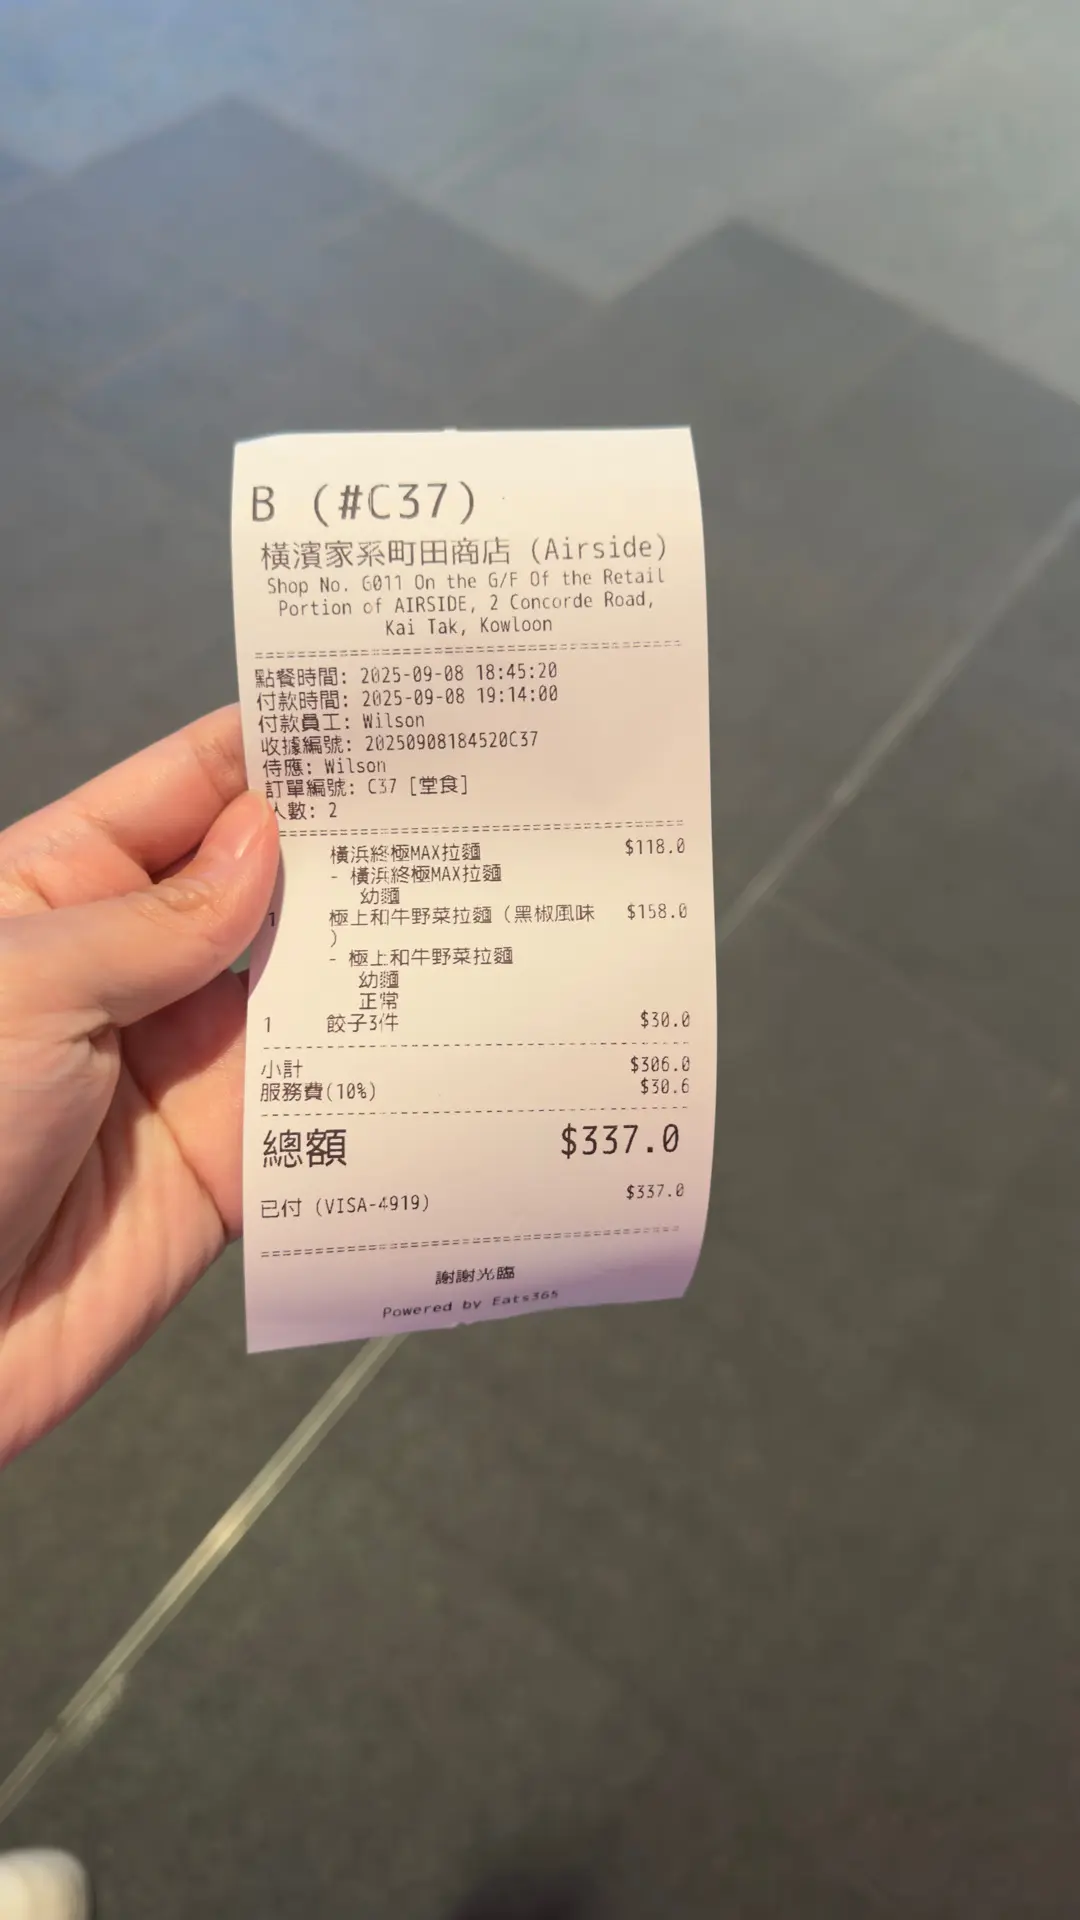 B (#C37)
橫濱家系町田商店 (Airside)
Shop No. G011 On the G/F Of the Retail
Portion of AIRSIDE, 2 Concorde Road,
Kai Tak, Kowloon
點餐時間: 2025-09-08 18:45:20
付款時間: 2025-09-08 19:14:00
付款員工: Wilson
收據編號: 20250908184520C37
侍應: Wilson
訂單編號: C37 [堂食]
人數: 2
橫浜終極MAX拉麵 $118.0
- 橫浜終極MAX拉麵
幼麵
1 極上和牛野菜拉麵（黑椒風味 $158.0
）
- 極上和牛野菜拉麵
幼麵
正常
1 餃子3件 $30.0
小計 $306.0
服務費(10%) $30.6
總額 $337.0
已付 (VISA-4919) $337.0
謝謝光臨
Powered by Eats365